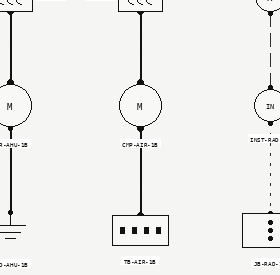 M
M
IN
R-AHU-1B
CMP-AIR-1B
INST-RAD
TB-AIR-1B
D-AHU-1B
JB-RAD-